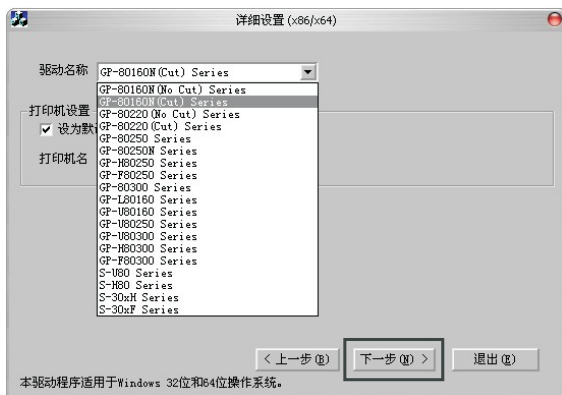 详细设置 (x86/x64)
驱动名称 GP-80160N(Cut) Series
GP-80160N(No Cut) Series
GP-80160N(Cut) Series
打印机设置 GP-80220(No Cut) Series
设为默 GP-80220(Cut) Series
GP-80250 Series
GP-80250N Series
打印机名 GP-H80250 Series
GP-F80250 Series
GP-80300 Series
GP-L80160 Series
GP-U80160 Series
GP-U80250 Series
GP-U80300 Series
GP-H80300 Series
GP-F80300 Series
S-U80 Series
S-H80 Series
S-30xH Series
S-30xF Series
< 上一步(B) 下一步(N) > 退出(E)
本驱动程序适用于Windows 32位和64位操作系统。